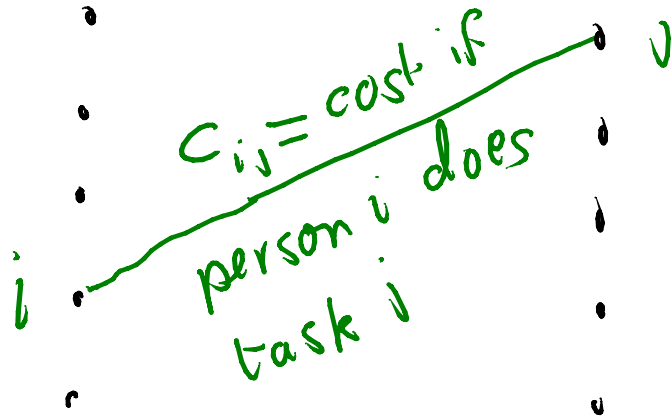 j
c_ij = cost if
person i does
task j
i